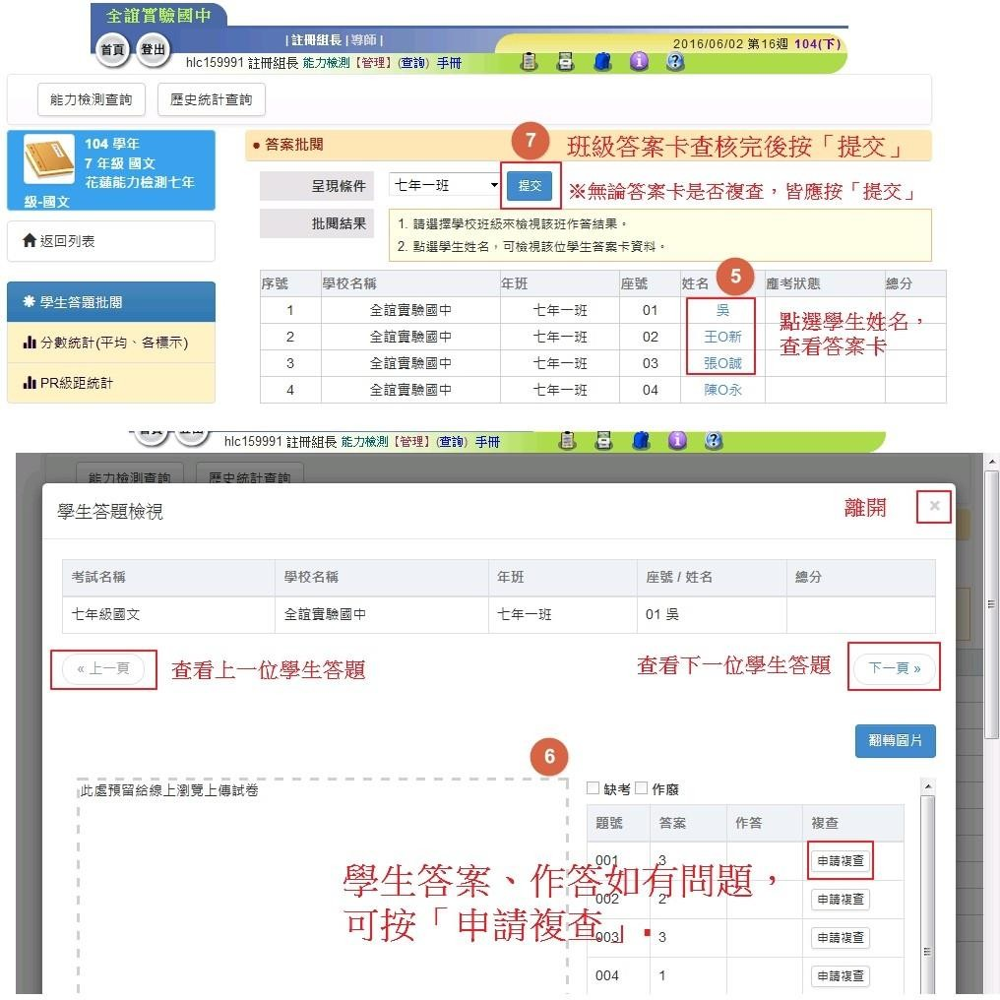 全誼實驗國中
首頁 登出
|註冊組長|導師|
2016/06/02 第16週 104(下)
hlc159991 註冊組長 能力檢測【管理】(查詢) 手冊
能力檢測查詢 歷史統計查詢
104 學年
7 年級 國文
花蓮能力檢測七年
級-國文
返回列表
學生答題批閱
分數統計(平均、各標示)
PR級距統計
答案批閱
7 班級答案卡查核完後按「提交」
呈現條件 七年一班 提交
※無論答案卡是否複查，皆應按「提交」
批閱結果
1. 請選擇學校班級來檢視該班作答結果。
2. 點選學生姓名，可檢視該位學生答案卡資料。
5
序號 學校名稱 年班 座號 姓名 應考狀態 總分
1 全誼實驗國中 七年一班 01 吳
2 全誼實驗國中 七年一班 02 王O新
3 全誼實驗國中 七年一班 03 張O誠
4 全誼實驗國中 七年一班 04 陳O永
點選學生姓名，
查看答案卡
hlc159991 註冊組長 能力檢測【管理】(查詢) 手冊
能力檢測查詢 歷史統計查詢
學生答題檢視
離開 ×
考試名稱 學校名稱 年班 座號 / 姓名 總分
七年級國文 全誼實驗國中 七年一班 01 吳
« 上一頁 查看上一位學生答題
查看下一位學生答題 下一頁 »
翻轉圖片
6
此處預留給線上瀏覽上傳試卷
缺考 作廢
題號 答案 作答 複查
001 3 申請複查
002 2 申請複查
003 3 申請複查
004 1 申請複查
學生答案、作答如有問題，
可按「申請複查」.